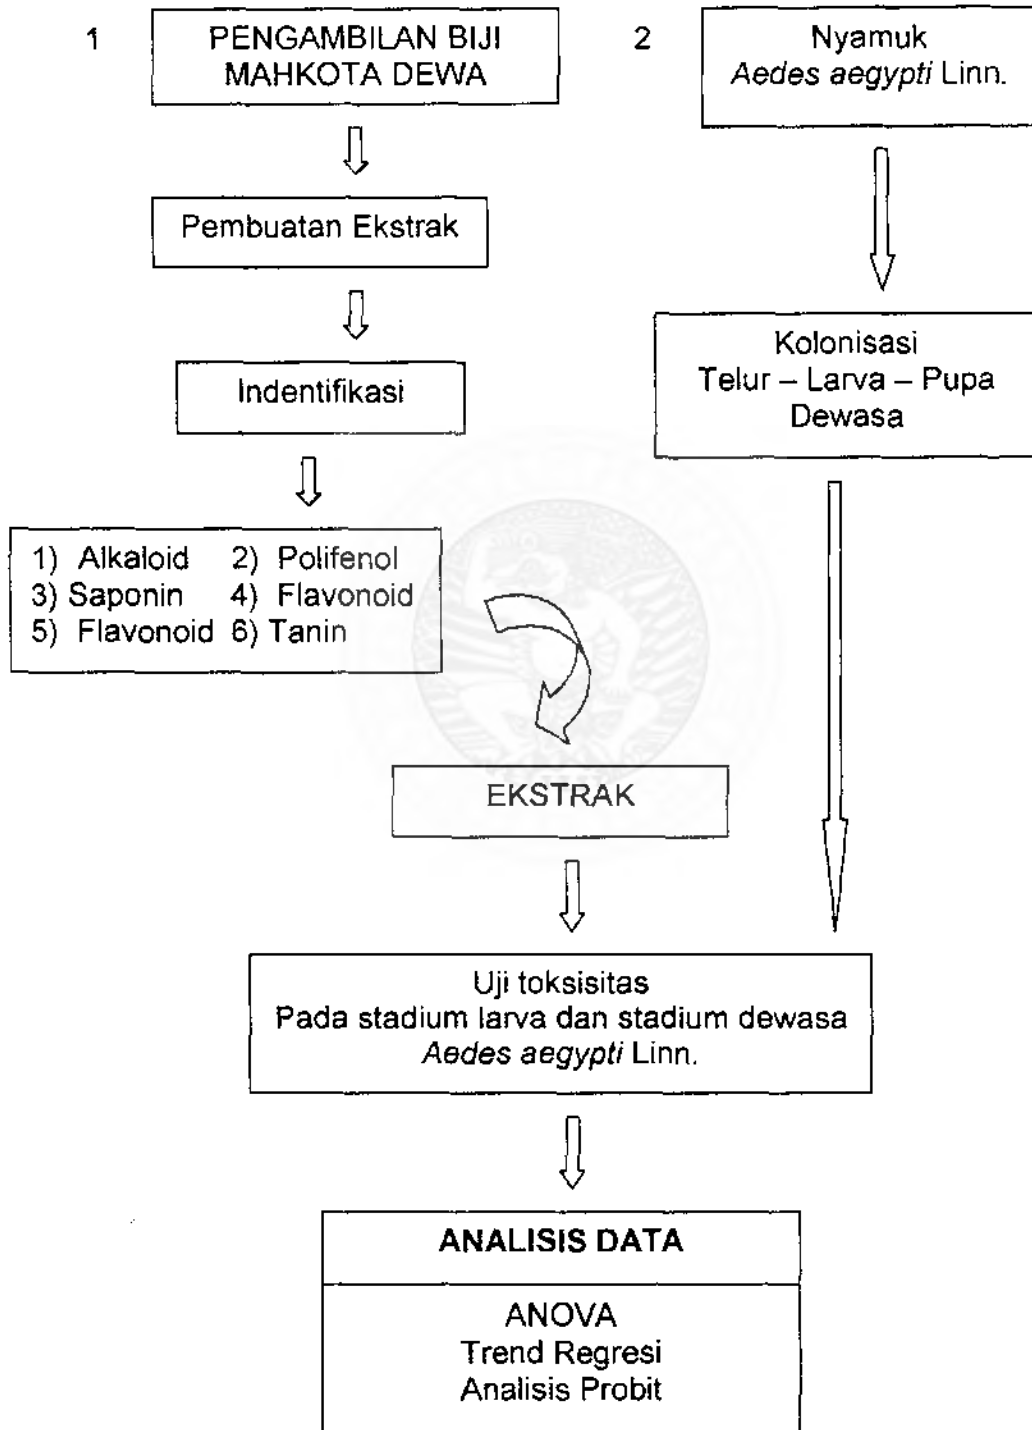 1
PENGAMBILAN BIJI
MAHKOTA DEWA
Pembuatan Ekstrak
Indentifikasi
1) Alkaloid 2) Polifenol
3) Saponin 4) Flavonoid
5) Flavonoid 6) Tanin
2
Nyamuk
Aedes aegypti Linn.
Kolonisasi
Telur – Larva – Pupa
Dewasa
EKSTRAK
Uji toksisitas
Pada stadium larva dan stadium dewasa
Aedes aegypti Linn.
ANALISIS DATA
ANOVA
Trend Regresi
Analisis Probit